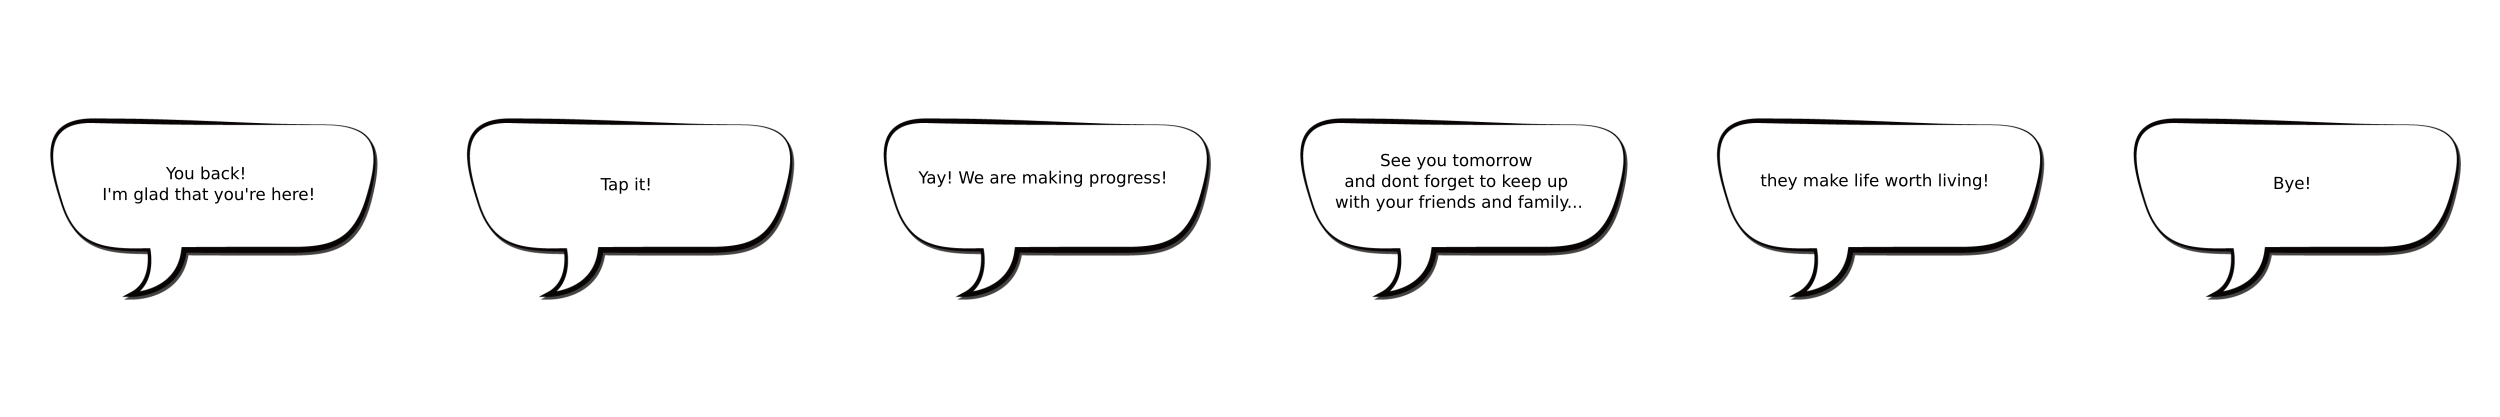 You back!
I'm glad that you're here!
Tap it!
Yay! We are making progress!
See you tomorrow
and dont forget to keep up
with your friends and family...
they make life worth living!
Bye!